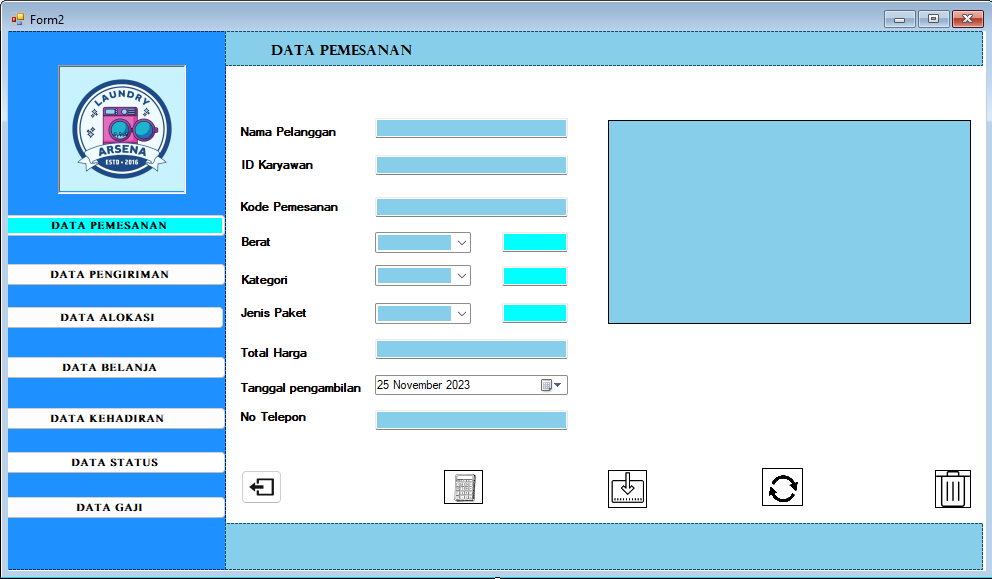 Form2
DATA PEMESANAN
LAUNDRY
ARSENA
ESTD • 2016
DATA PEMESANAN
DATA PENGIRIMAN
DATA ALOKASI
DATA BELANJA
DATA KEHADIRAN
DATA STATUS
DATA GAJI
Nama Pelanggan
ID Karyawan
Kode Pemesanan
Berat
Kategori
Jenis Paket
Total Harga
Tanggal pengambilan
25 November 2023
No Telepon